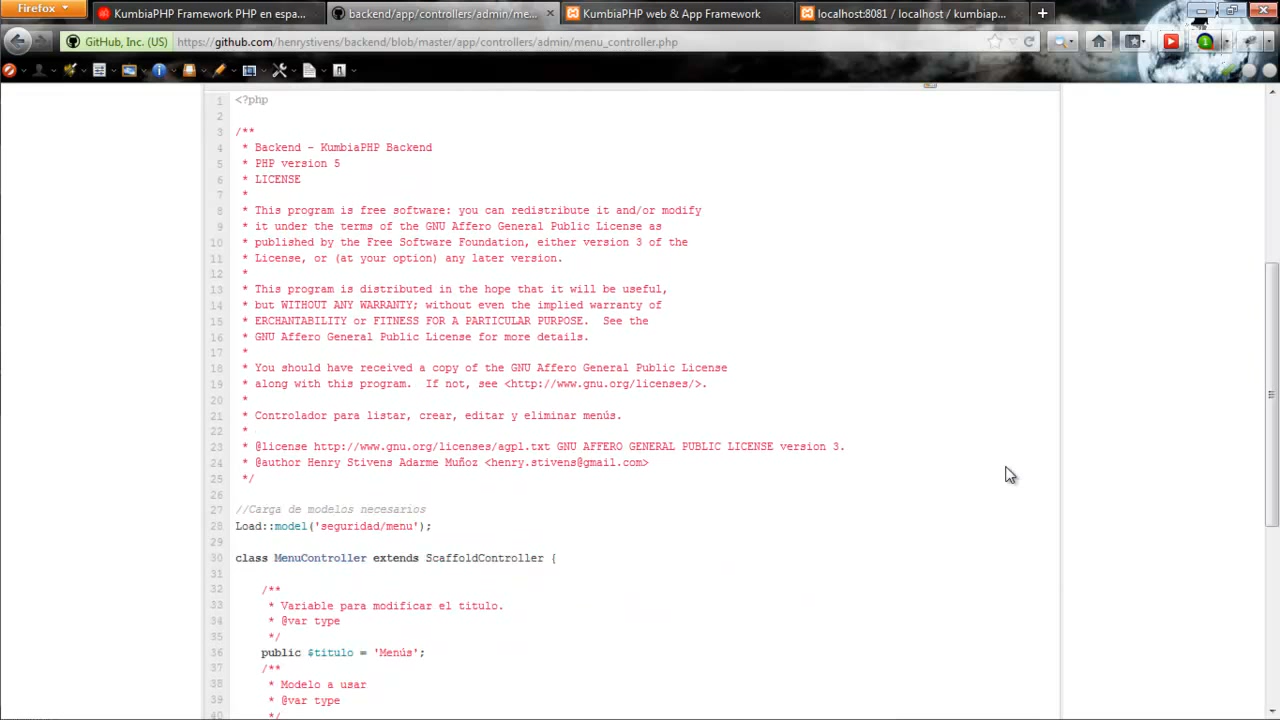 Firefox
KumbiaPHP Framework PHP en espa...
backend/app/controllers/admin/me...
KumbiaPHP web & App Framework
localhost:8081 / localhost / kumbiap...
GitHub, Inc. (US)
https://github.com/henrystivens/backend/blob/master/app/controllers/admin/menu_controller.php
1 <?php
2
3 /**
4 * Backend - KumbiaPHP Backend
5 * PHP version 5
6 * LICENSE
7 *
8 * This program is free software: you can redistribute it and/or modify
9 * it under the terms of the GNU Affero General Public License as
10 * published by the Free Software Foundation, either version 3 of the
11 * License, or (at your option) any later version.
12 *
13 * This program is distributed in the hope that it will be useful,
14 * but WITHOUT ANY WARRANTY; without even the implied warranty of
15 * ERCHANTABILITY or FITNESS FOR A PARTICULAR PURPOSE.  See the
16 * GNU Affero General Public License for more details.
17 *
18 * You should have received a copy of the GNU Affero General Public License
19 * along with this program.  If not, see <http://www.gnu.org/licenses/>.
20 *
21 * Controlador para listar, crear, editar y eliminar menús.
22 *
23 * @license http://www.gnu.org/licenses/agpl.txt GNU AFFERO GENERAL PUBLIC LICENSE version 3.
24 * @author Henry Stivens Adarme Muñoz <henry.stivens@gmail.com>
25 */
26
27 //Carga de modelos necesarios
28 Load::model('seguridad/menu');
29
30 class MenuController extends ScaffoldController {
31
32 /**
33 * Variable para modificar el titulo.
34 * @var type
35 */
36 public $titulo = 'Menús';
37 /**
38 * Modelo a usar
39 * @var type
40 */